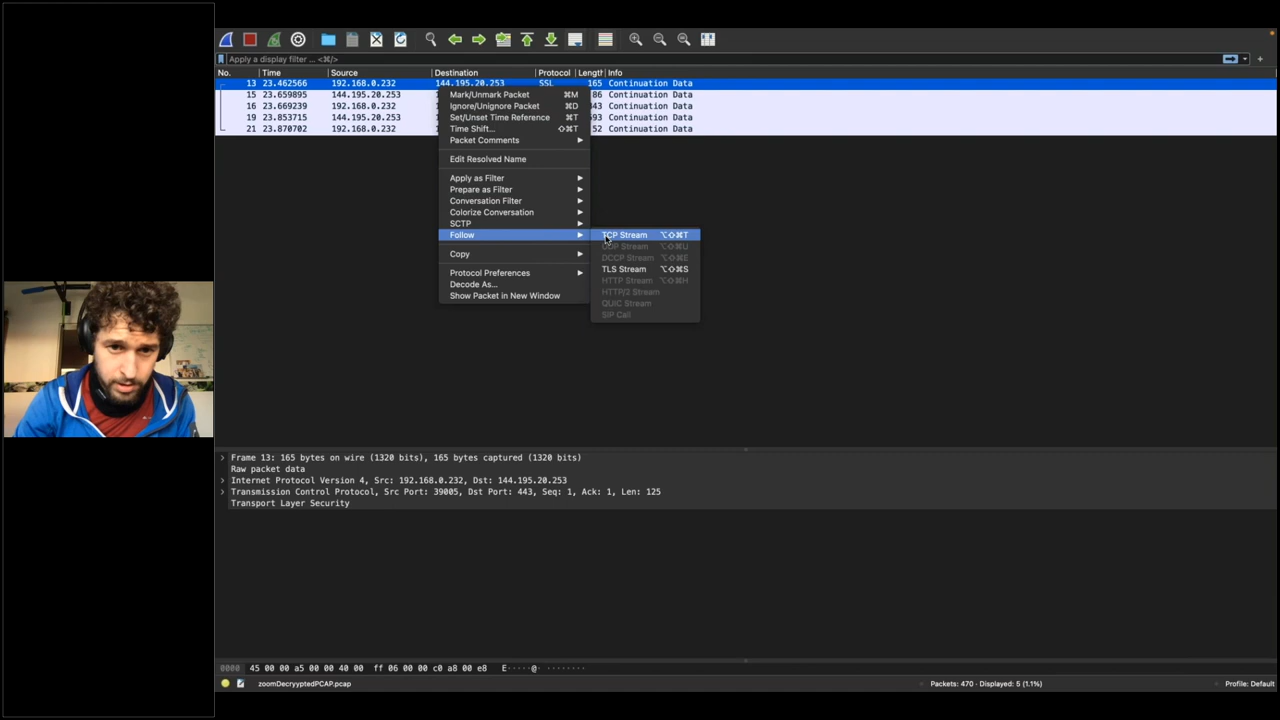 Apply a display filter ... <⌘/>
No. Time Source Destination Protocol Length Info
13 23.462566 192.168.0.232 144.195.20.253 SSL 165 Continuation Data
15 23.659895 144.195.20.253 86 Continuation Data
16 23.669239 192.168.0.232 Continuation Data
19 23.853715 144.195.20.253 Continuation Data
21 23.870702 192.168.0.232 52 Continuation Data
Mark/Unmark Packet ⌘M
Ignore/Unignore Packet ⌘D
Set/Unset Time Reference ⌘T
Time Shift... ⇧⌘T
Packet Comments
Edit Resolved Name
Apply as Filter
Prepare as Filter
Conversation Filter
Colorize Conversation
SCTP
Follow
Copy
Protocol Preferences
Decode As...
Show Packet in New Window
TCP Stream ⌥⇧⌘T
UDP Stream ⌥⇧⌘U
DCCP Stream ⌥⇧⌘E
TLS Stream ⌥⇧⌘S
HTTP Stream ⌥⇧⌘H
HTTP/2 Stream
QUIC Stream
SIP Call
Frame 13: 165 bytes on wire (1320 bits), 165 bytes captured (1320 bits)
Raw packet data
Internet Protocol Version 4, Src: 192.168.0.232, Dst: 144.195.20.253
Transmission Control Protocol, Src Port: 39005, Dst Port: 443, Seq: 1, Ack: 1, Len: 125
Transport Layer Security
0000 45 00 00 a5 00 00 40 00 ff 06 00 00 c0 a8 00 e8 E·····@· ········
zoomDecryptedPCAP.pcap
Packets: 470 · Displayed: 5 (1.1%)
Profile: Default